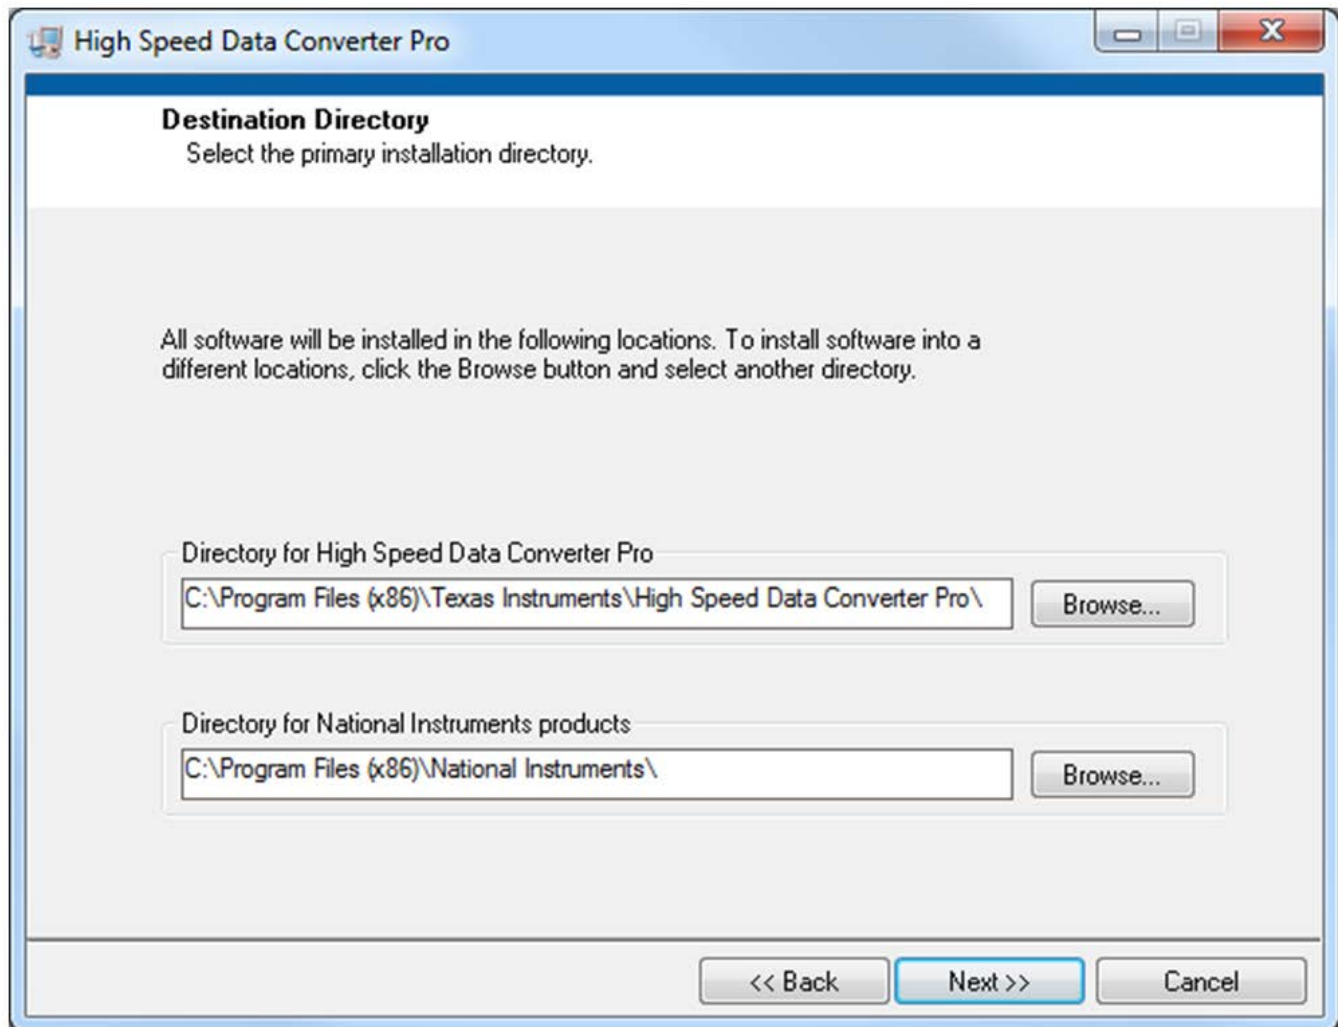 High Speed Data Converter Pro
Destination Directory
Select the primary installation directory.
All software will be installed in the following locations. To install software into a
different locations, click the Browse button and select another directory.
Directory for High Speed Data Converter Pro
C:\Program Files (x86)\Texas Instruments\High Speed Data Converter Pro\
Browse...
Directory for National Instruments products
C:\Program Files (x86)\National Instruments\
Browse...
<< Back
Next >>
Cancel